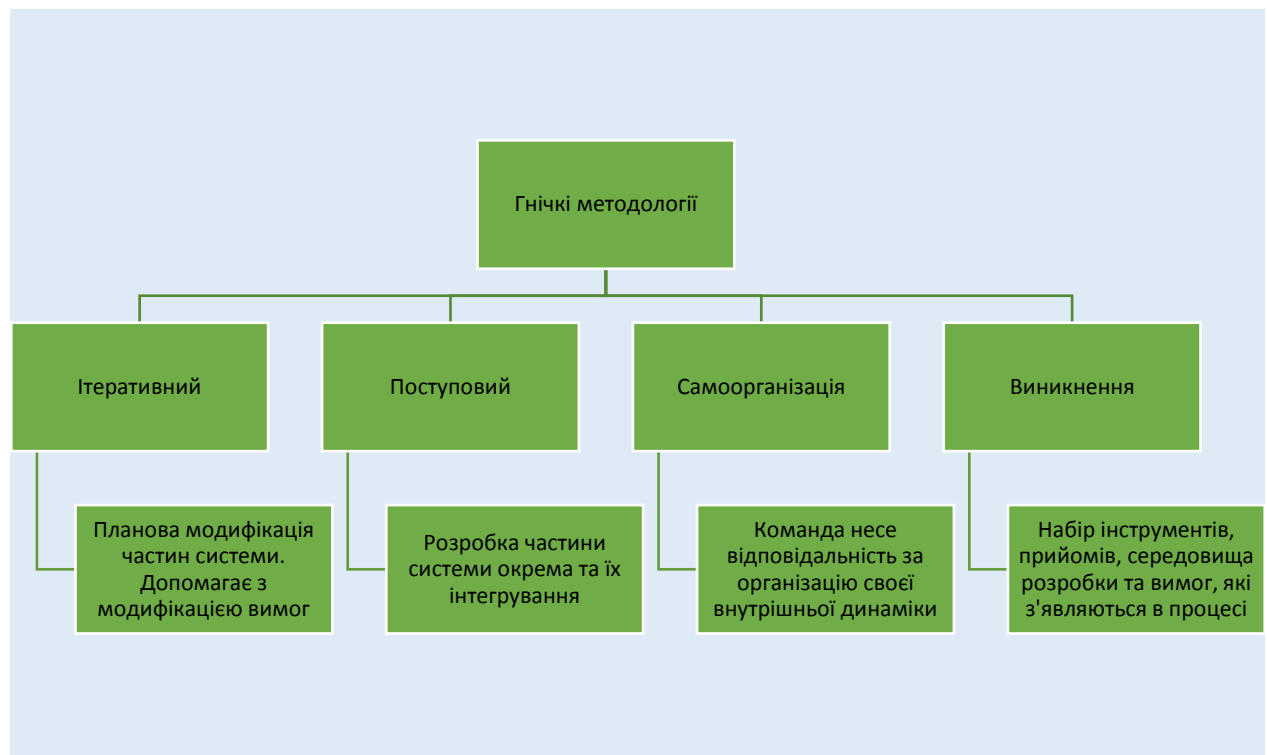 Гнічкі методології
Ітеративний
Поступовий
Самоорганізація
Виникнення
Планова модифікація
частин системи.
Допомагає з
модифікацією вимог
Розробка частини
системи окрема та їх
інтегрування
Команда несе
відповідальність за
організацію своєї
внутрішньої динаміки
Набір інструментів,
прийомів, середовища
розробки та вимог, які
з'являються в процесі